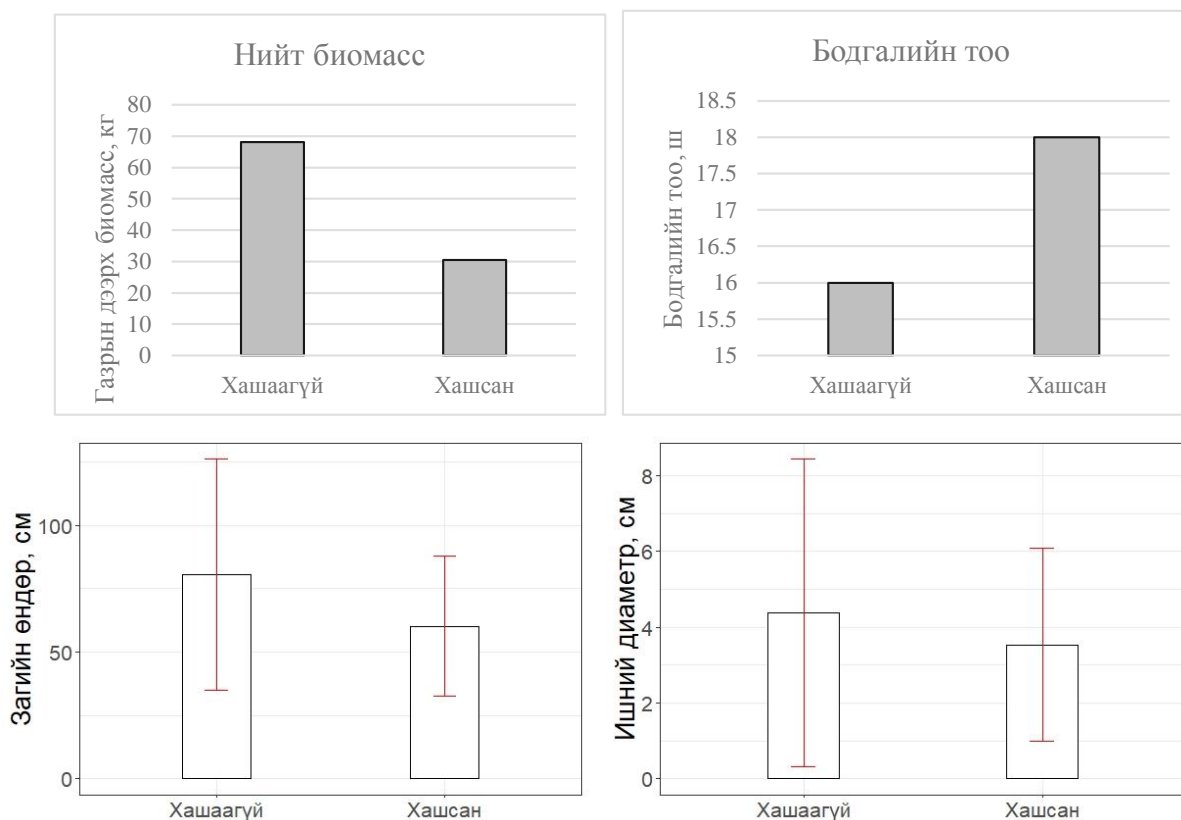 Нийт биомасс
Газрын дээрх биомасс, кг
80
70
60
50
40
30
20
10
0
Хашаагүй Хашсан
Бодгалийн тоо
Бодгалийн тоо, ш
18.5
18
17.5
17
16.5
16
15.5
15
Хашаагүй Хашсан
Загийн өндөр, см
100
50
0
Хашаагүй Хашсан
Ишний диаметр, см
8
6
4
2
0
Хашаагүй Хашсан